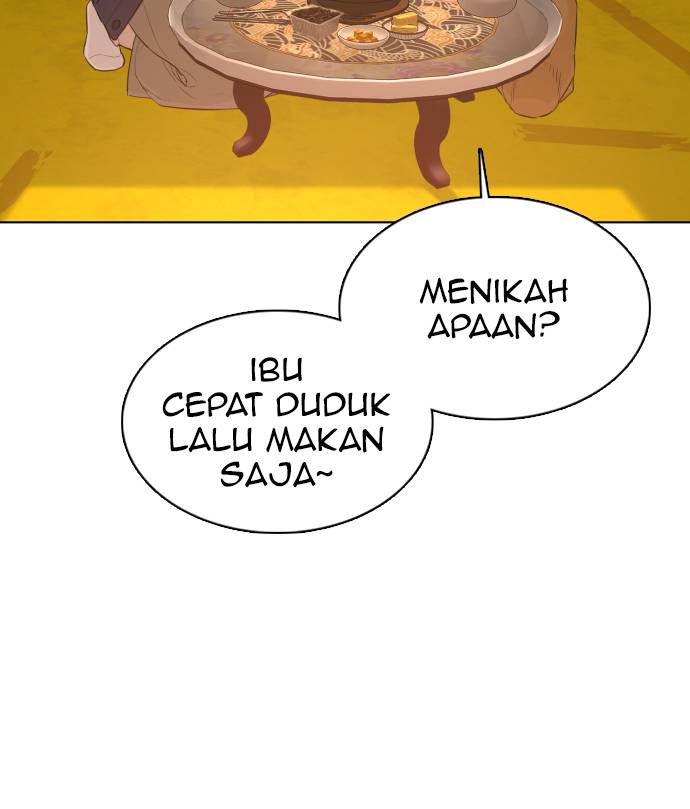 MENIKAH
APAAN?
IBU
CEPAT DUDUK
LALU MAKAN
SAJA~